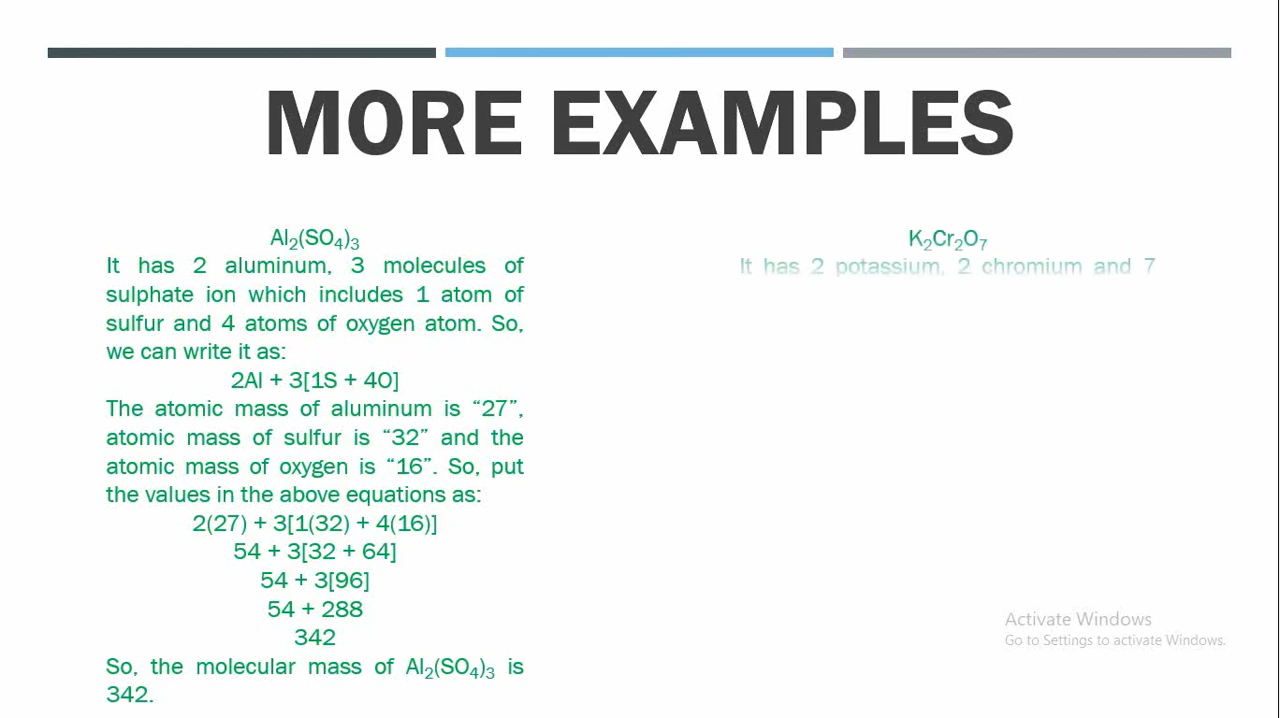 MORE EXAMPLES
Al₂(SO₄)₃
It has 2 aluminum, 3 molecules of
sulphate ion which includes 1 atom of
sulfur and 4 atoms of oxygen atom. So,
we can write it as:
2Al + 3[1S + 4O]
The atomic mass of aluminum is “27”,
atomic mass of sulfur is “32” and the
atomic mass of oxygen is “16”. So, put
the values in the above equations as:
2(27) + 3[1(32) + 4(16)]
54 + 3[32 + 64]
54 + 3[96]
54 + 288
342
So, the molecular mass of Al₂(SO₄)₃ is
342.
K₂Cr₂O₇
It has 2 potassium, 2 chromium and 7
Activate Windows
Go to Settings to activate Windows.